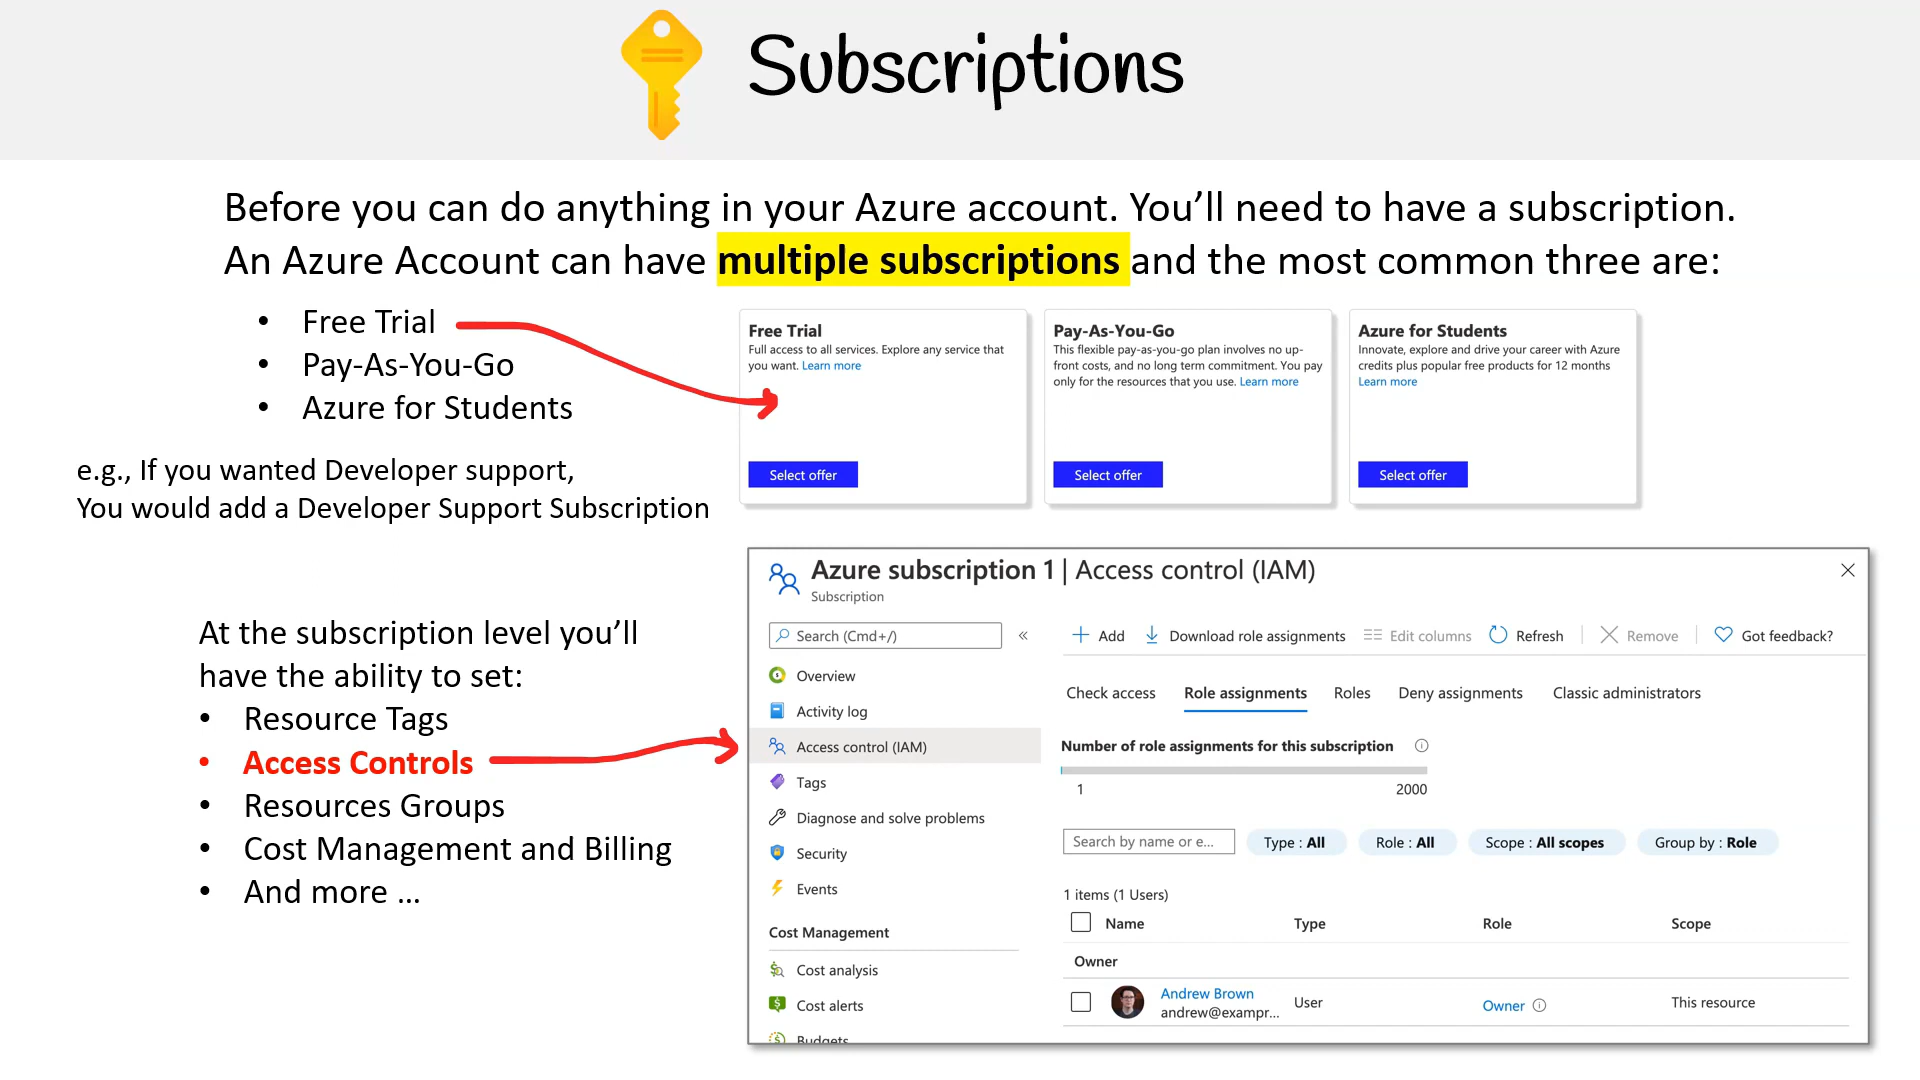 Subscriptions
Before you can do anything in your Azure account. You’ll need to have a subscription.
An Azure Account can have multiple subscriptions and the most common three are:
• Free Trial
• Pay-As-You-Go
• Azure for Students
e.g., If you wanted Developer support,
You would add a Developer Support Subscription
Free Trial
Full access to all services. Explore any service that
you want. Learn more
Select offer
Pay-As-You-Go
This flexible pay-as-you-go plan involves no up-
front costs, and no long term commitment. You pay
only for the resources that you use. Learn more
Select offer
Azure for Students
Innovate, explore and drive your career with Azure
credits plus popular free products for 12 months
Learn more
Select offer
At the subscription level you’ll
have the ability to set:
• Resource Tags
• Access Controls
• Resources Groups
• Cost Management and Billing
• And more …
Azure subscription 1 | Access control (IAM)
Subscription
Search (Cmd+/)
«
Overview
Activity log
Access control (IAM)
Tags
Diagnose and solve problems
Security
Events
Cost Management
Cost analysis
Cost alerts
Budgets
Add Download role assignments Edit columns Refresh Remove Got feedback?
Check access Role assignments Roles Deny assignments Classic administrators
Number of role assignments for this subscription
1 2000
Search by name or e... Type : All Role : All Scope : All scopes Group by : Role
1 items (1 Users)
Name Type Role Scope
Owner
Andrew Brown
andrew@exampr...
User Owner This resource